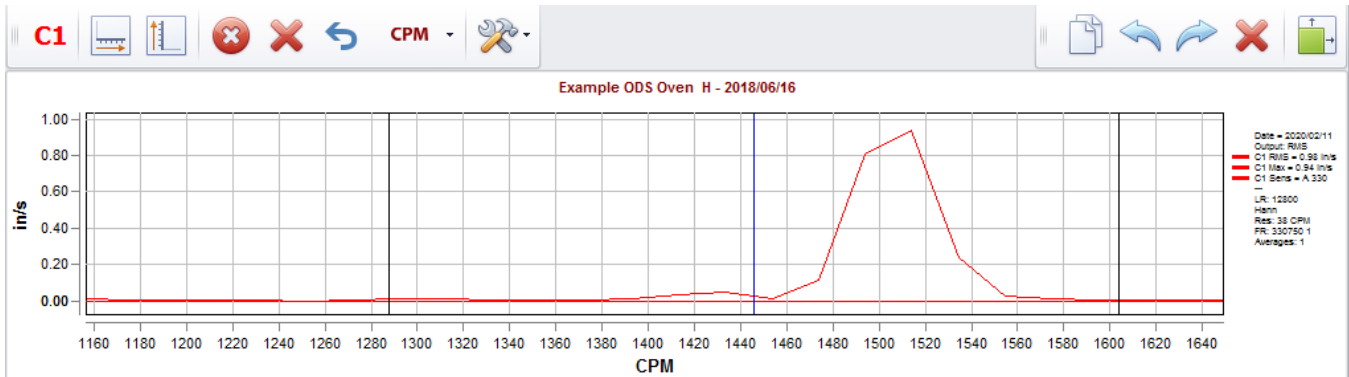 C1 CPM
Example ODS Oven H - 2018/06/16
1.00
0.80
0.60
0.40
0.20
0.00
in/s
1160 1180 1200 1220 1240 1260 1280 1300 1320 1340 1360 1380 1400 1420 1440 1460 1480 1500 1520 1540 1560 1580 1600 1620 1640
CPM
Date = 2020/02/11
Output: RMS
C1 RMS = 0.98 in/s
C1 Max = 0.94 in/s
C1 Sens = A 330
---
LR: 12800
Hann
Res: 38 CPM
FR: 330750 1
Averages: 1